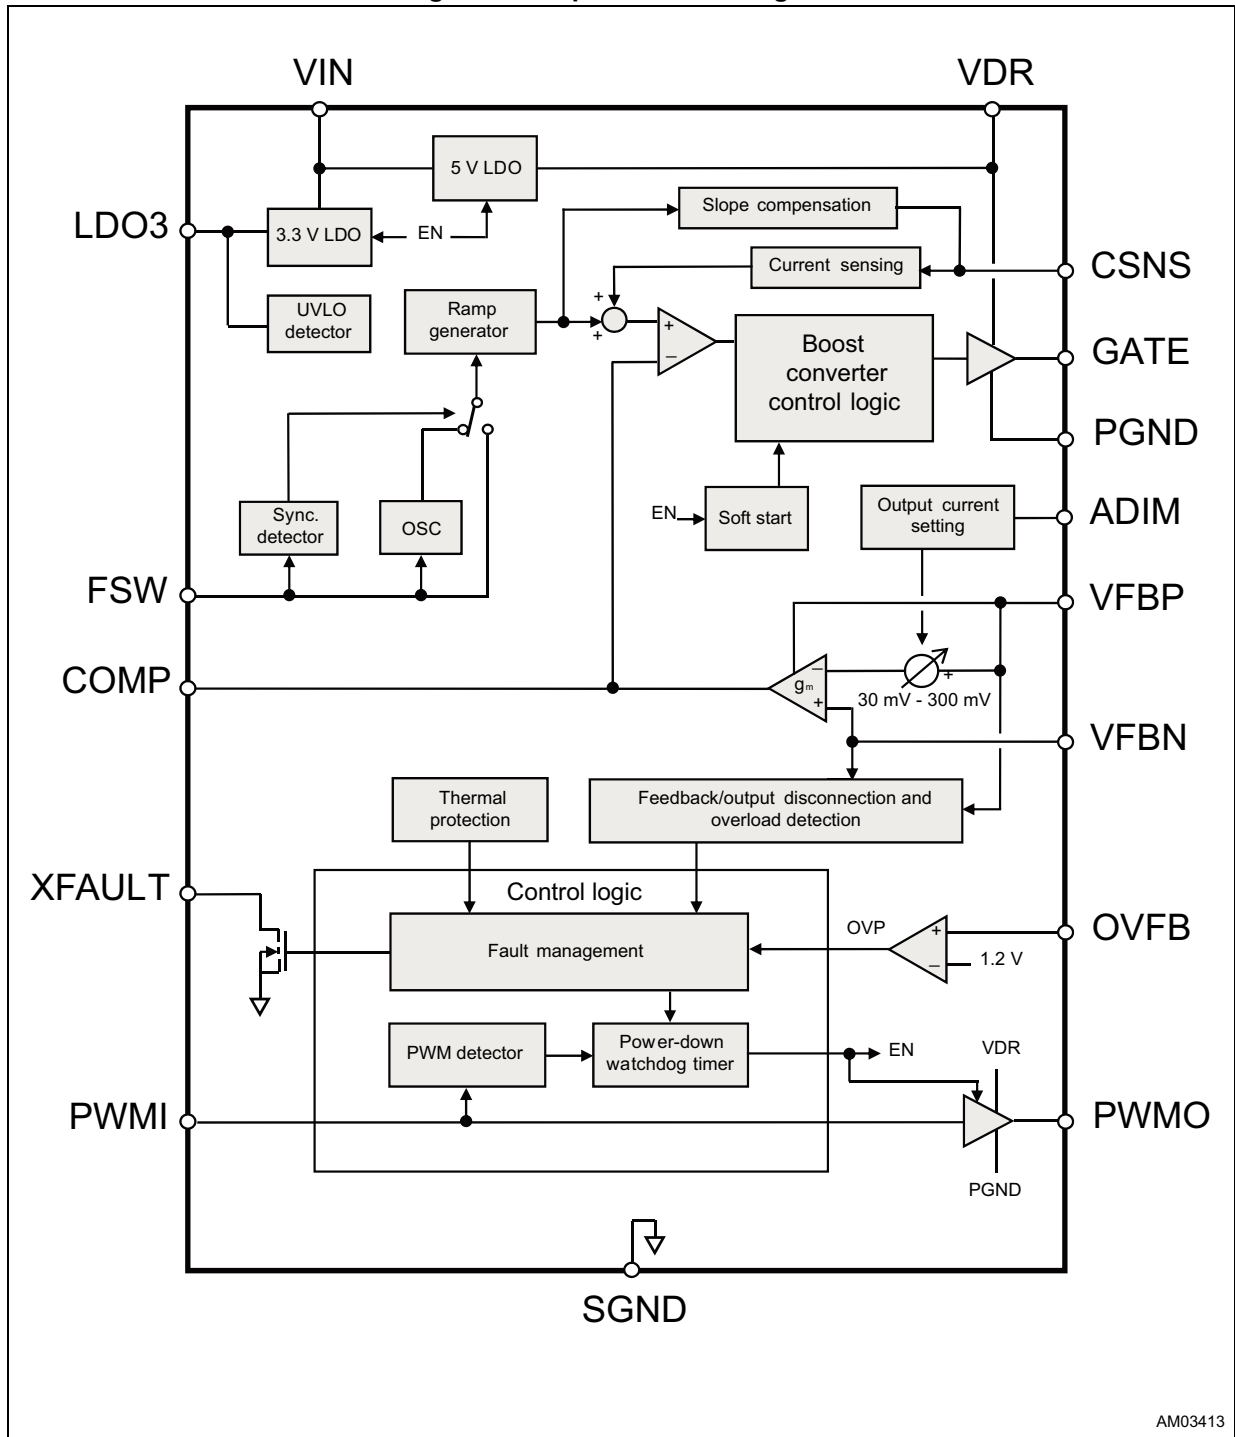 VIN
VDR
5 V LDO
Slope compensation
LDO3
3.3 V LDO
EN
Current sensing
CSNS
UVLO
detector
Ramp
generator
+
+
+
−
Boost
converter
control logic
GATE
PGND
Sync.
detector
OSC
EN
Soft start
Output current
setting
ADIM
FSW
VFBP
COMP
gm
−
+
+
30 mV - 300 mV
VFBN
Thermal
protection
Feedback/output disconnection and
overload detection
XFAULT
Control logic
Fault management
OVP
+
−
1.2 V
OVFB
PWM detector
Power-down
watchdog timer
EN
VDR
PWMI
PWMO
PGND
SGND
AM03413